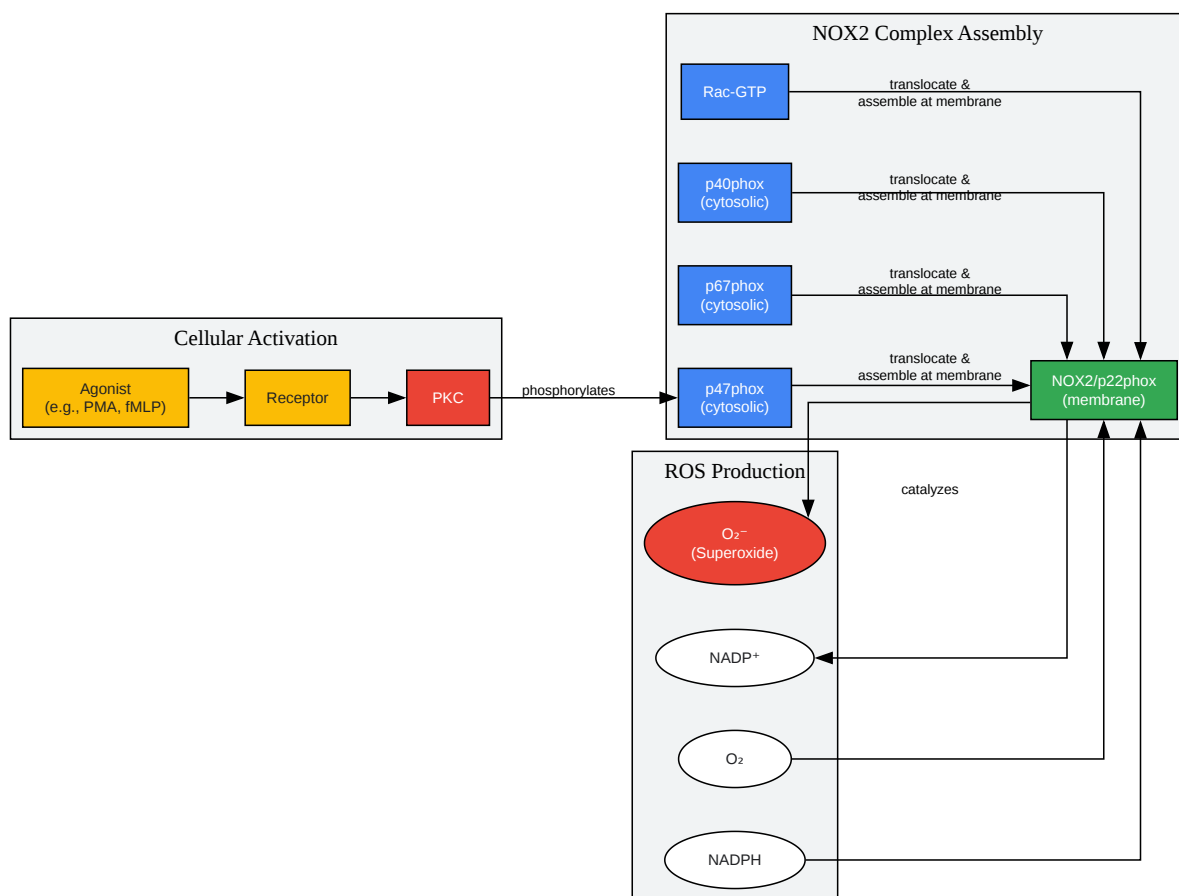 NOX2 Complex Assembly
Rac-GTP
translocate &
assemble at membrane
p40phox
(cytosolic)
translocate &
assemble at membrane
p67phox
(cytosolic)
translocate &
assemble at membrane
Cellular Activation
Agonist
(e.g., PMA, fMLP)
Receptor
PKC
phosphorylates
p47phox
(cytosolic)
translocate &
assemble at membrane
NOX2/p22phox
(membrane)
ROS Production
catalyzes
O₂⁻
(Superoxide)
NADP⁺
O₂
NADPH